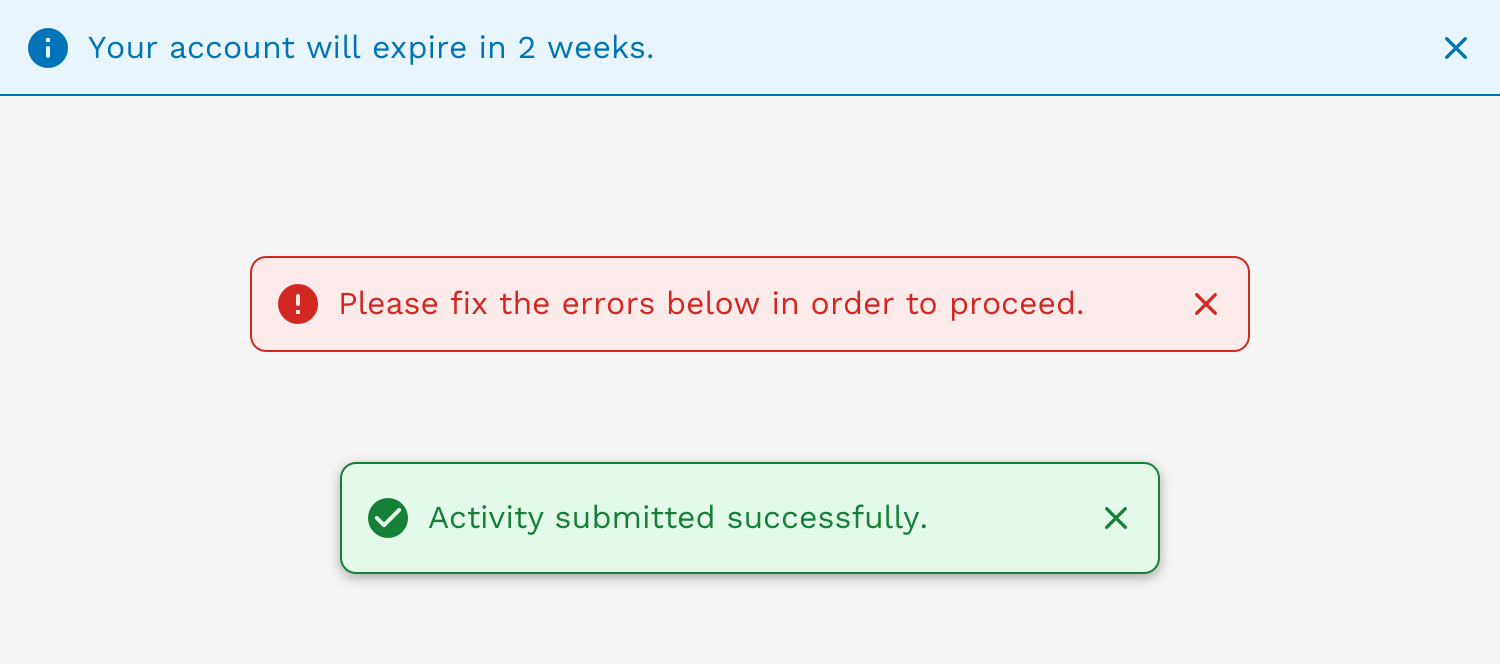 Your account will expire in 2 weeks.
Please fix the errors below in order to proceed.
Activity submitted successfully.